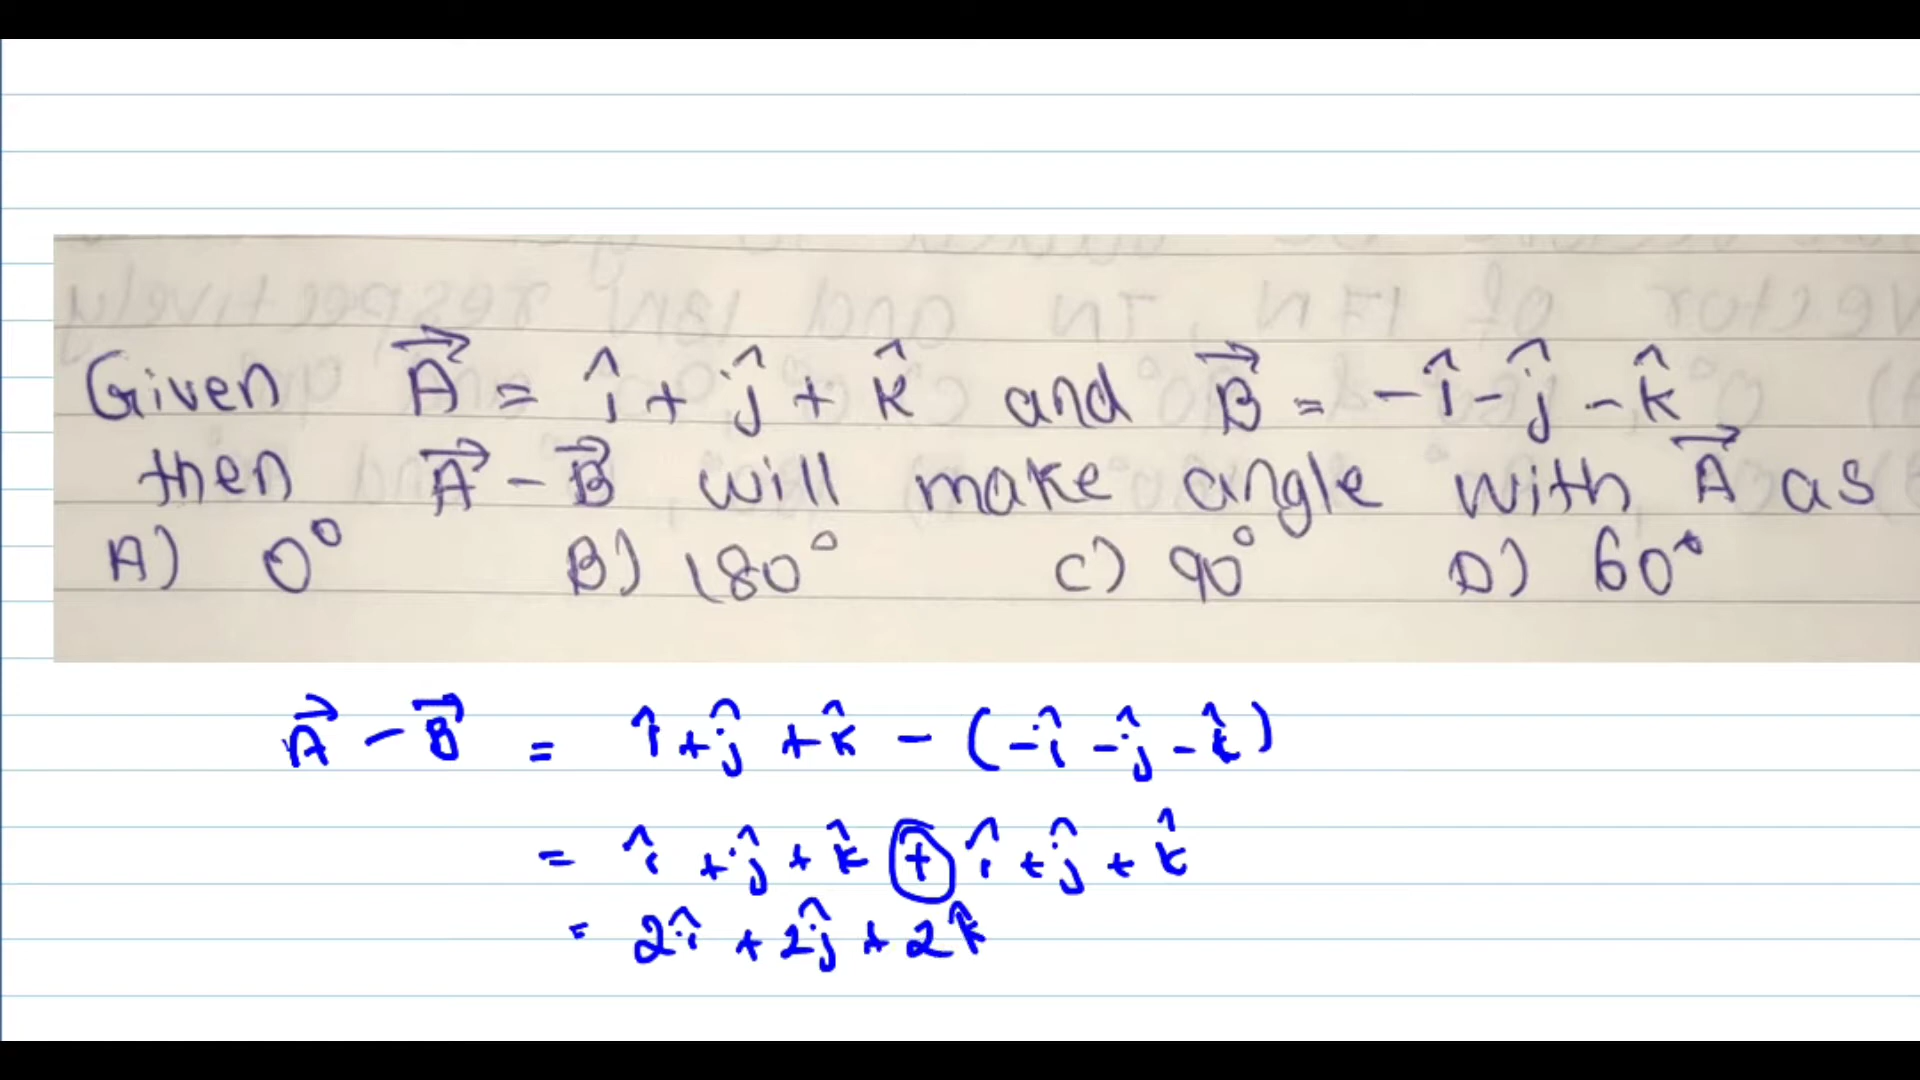 Given A⃗ = î + ĵ + k̂ and B⃗ = -î - ĵ - k̂
then A⃗ - B⃗ will make angle with A⃗ as
A) 0° B) 180° C) 90° D) 60°
A⃗ - B⃗ = î + ĵ + k̂ - (-î - ĵ - k̂)
= î + ĵ + k̂ + î + ĵ + k̂
= 2î + 2ĵ + 2k̂